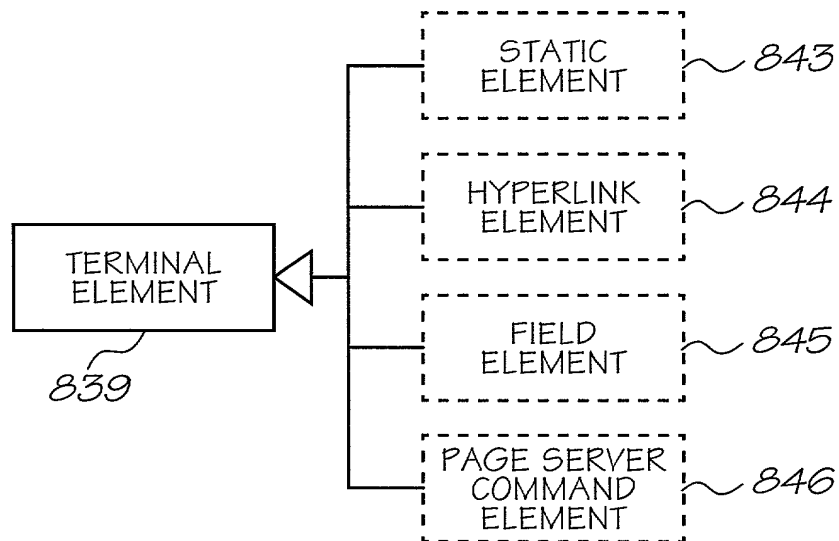 STATIC
ELEMENT
843
HYPERLINK
ELEMENT
844
TERMINAL
ELEMENT
839
FIELD
ELEMENT
845
PAGE SERVER
COMMAND
ELEMENT
846